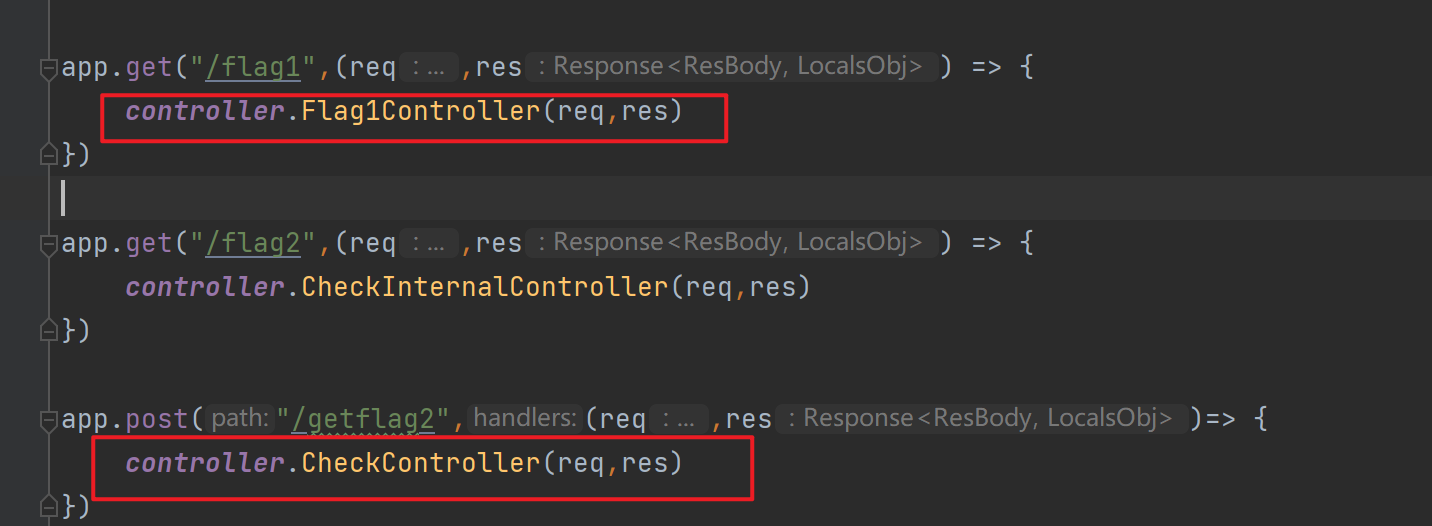 app.get("/flag1",(req : ... ,res : Response<ResBody, LocalsObj> ) => {
controller.Flag1Controller(req,res)
})
app.get("/flag2",(req : ... ,res : Response<ResBody, LocalsObj> ) => {
controller.CheckInternalController(req,res)
})
app.post( path: "/getflag2", handlers: (req : ... ,res : Response<ResBody, LocalsObj> )=> {
controller.CheckController(req,res)
})